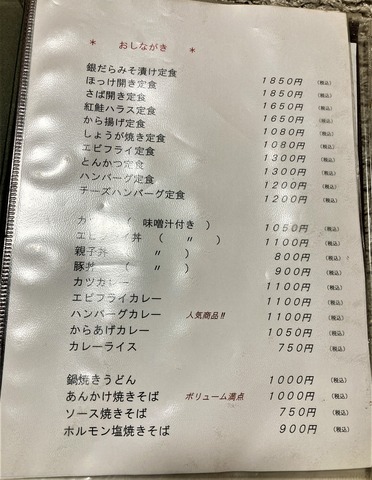 * おしながき *
銀だらみそ漬け定食 1850円 (税込)
ほっけ開き定食 1850円 (税込)
さば開き定食 1650円 (税込)
紅鮭ハラス定食 1650円 (税込)
から揚げ定食 1080円 (税込)
しょうが焼き定食 1080円 (税込)
エビフライ定食 1300円 (税込)
とんかつ定食 1300円 (税込)
ハンバーグ定食 1200円 (税込)
チーズハンバーグ定食 1200円 (税込)
( 味噌汁付き ) 1050円 (税込)
エビフライ丼 ( 〃 ) 1100円 (税込)
親子丼 ( 〃 ) 800円 (税込)
豚丼 ( 〃 ) 900円 (税込)
カツカレー 1100円 (税込)
エビフライカレー 1100円 (税込)
ハンバーグカレー 人気商品!! 1100円 (税込)
からあげカレー 1050円 (税込)
カレーライス 750円 (税込)
鍋焼きうどん 1000円 (税込)
あんかけ焼きそば ボリューム満点 1000円 (税込)
ソース焼きそば 750円 (税込)
ホルモン塩焼きそば 900円 (税込)